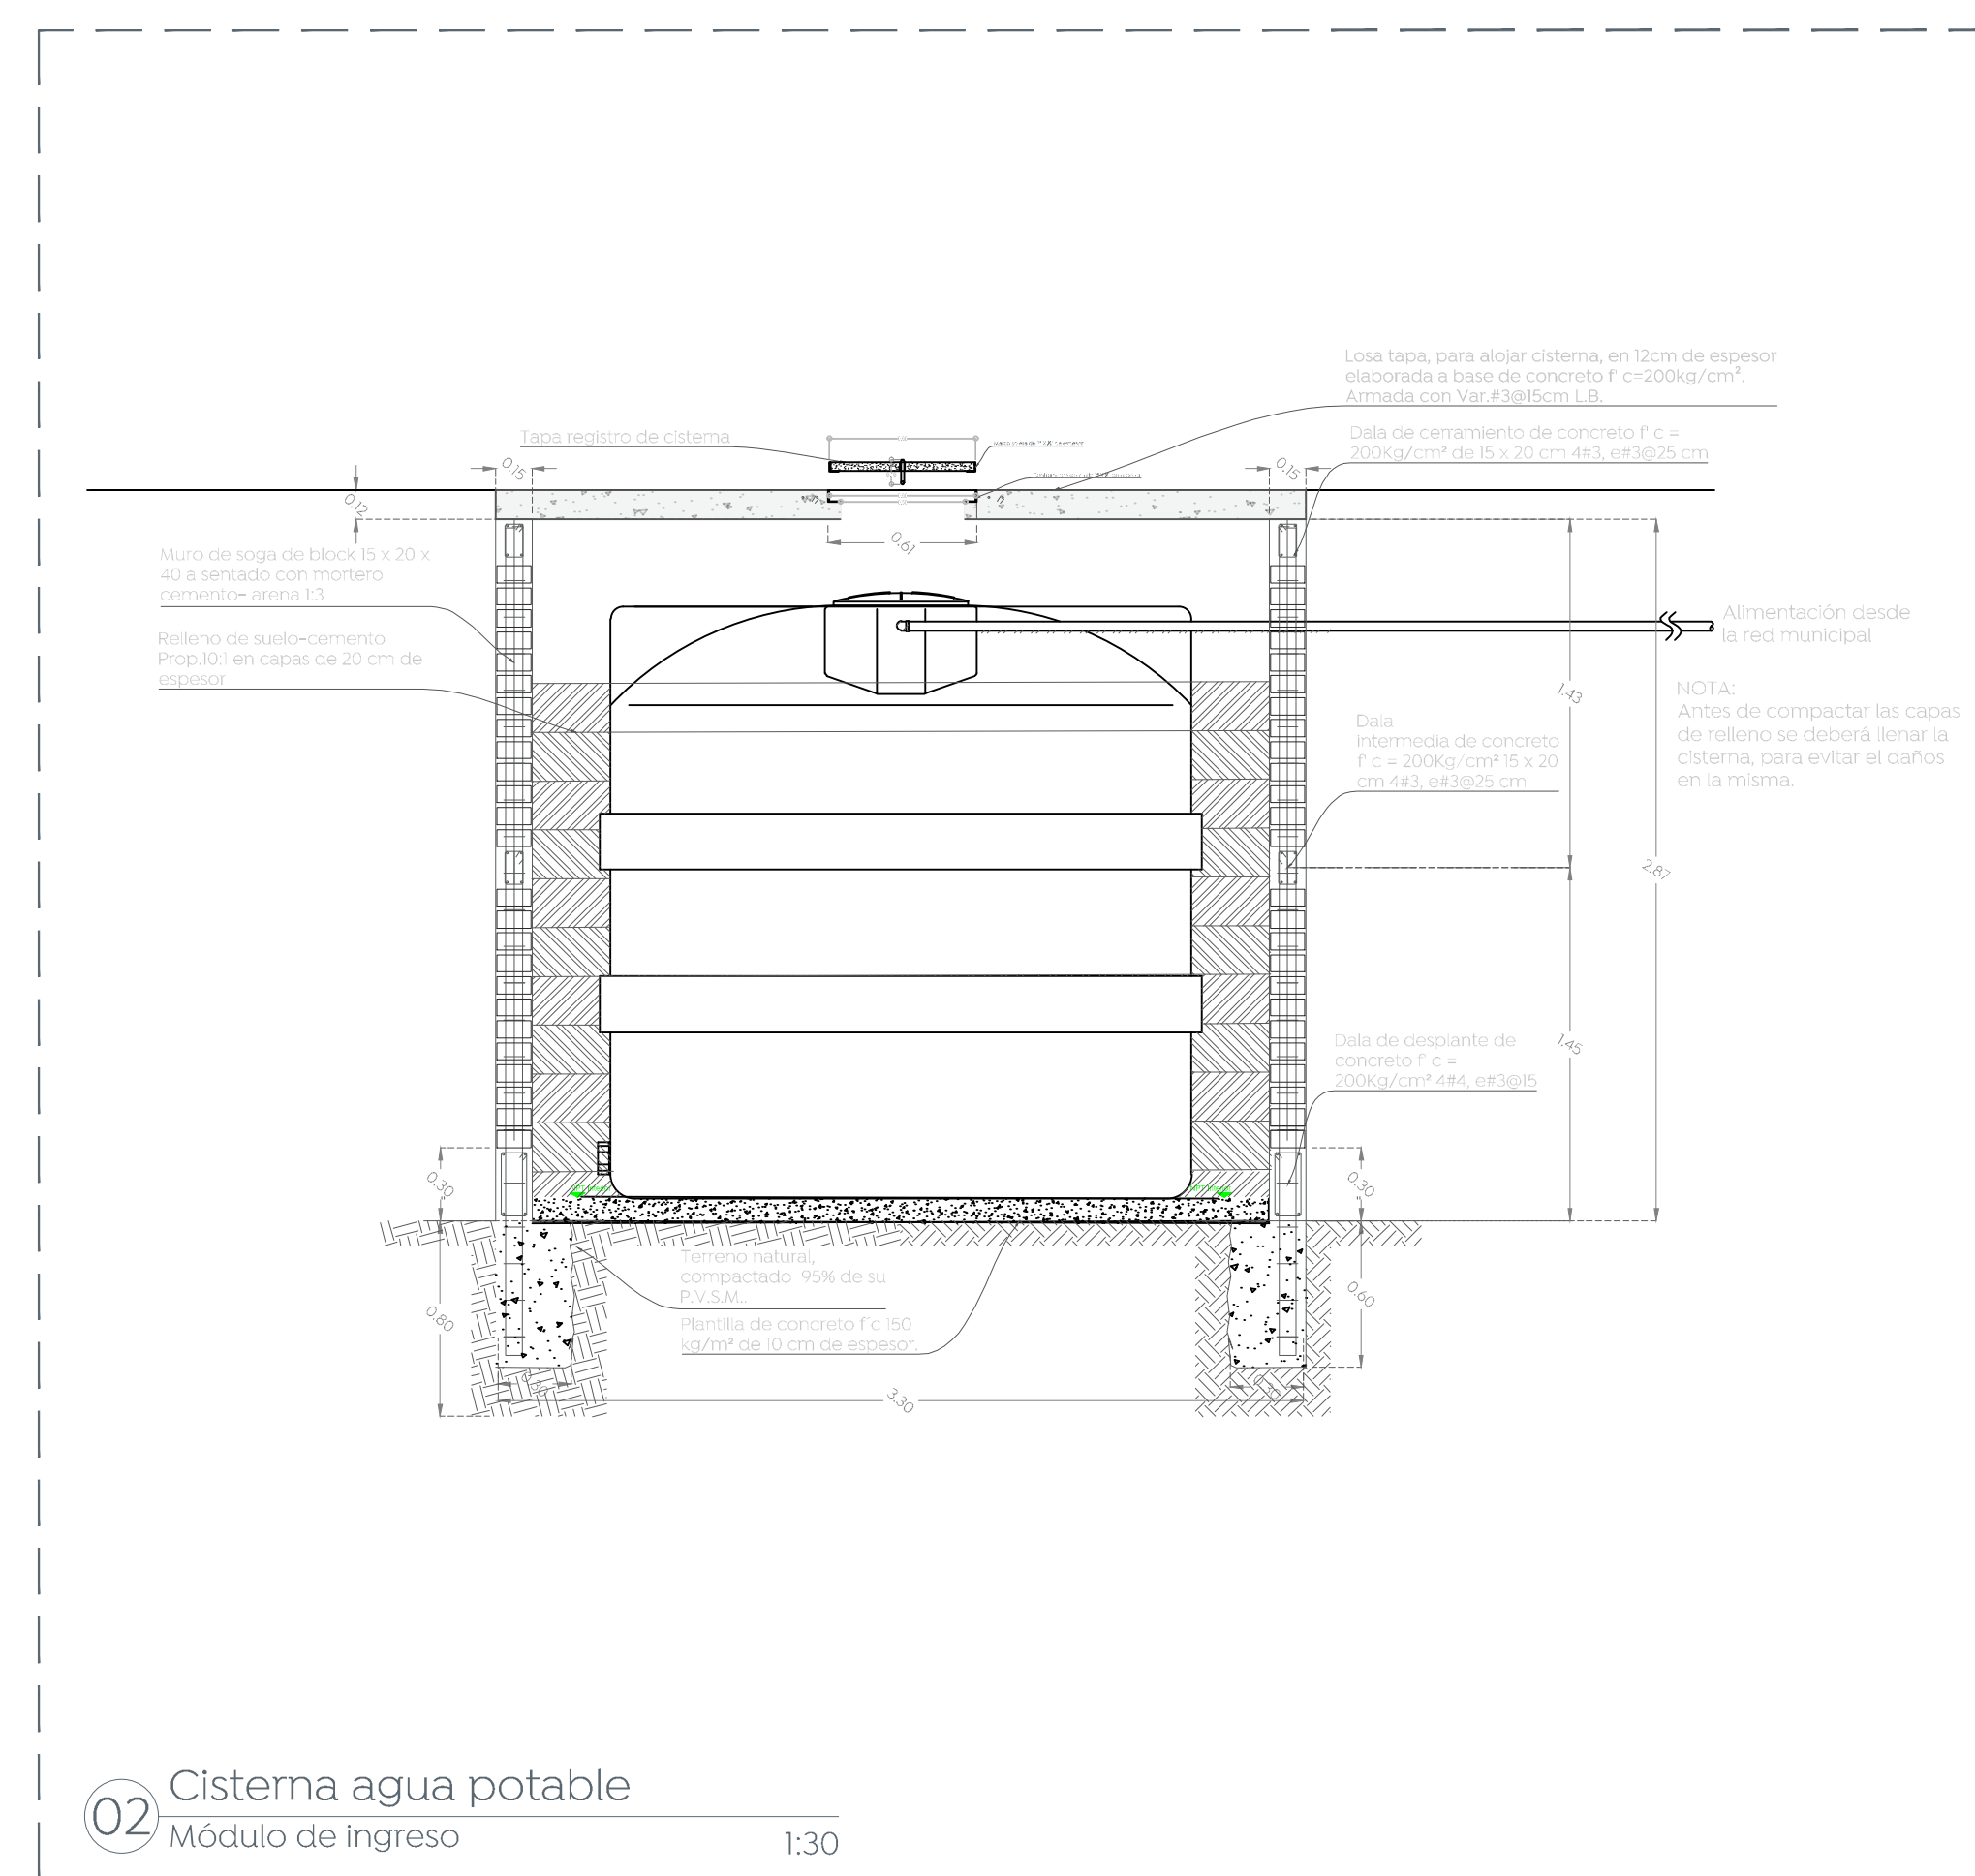 Losa tapa, para alojar cisterna, en 12cm de espesor
elaborada a base de concreto f' c=200kg/cm².
Armada con Var.#3@15cm L.B.
Tapa registro de cisterna
Dala de cerramiento de concreto f' c =
200Kg/cm² de 15 x 20 cm 4#3, e#3@25 cm
0.15
0.15
0.12
0.61
Muro de soga de block 15 x 20 x
40 a sentado con mortero
cemento- arena 1:3
Relleno de suelo-cemento
Prop.10:1 en capas de 20 cm de
espesor
Alimentación desde
la red municipal
1.43
NOTA:
Antes de compactar las capas
de relleno se deberá llenar la
cisterna, para evitar el daños
en la misma.
Dala
intermedia de concreto
f' c = 200Kg/cm² 15 x 20
cm 4#3, e#3@25 cm
2.87
1.45
Dala de desplante de
concreto f' c =
200Kg/cm² 4#4, e#3@15
0.30
0.30
Terreno natural,
compactado 95% de su
P.V.S.M..
Plantilla de concreto f´c 150
kg/m² de 10 cm de espesor.
0.80
0.60
0.30
0.30
3.30
02
Cisterna agua potable
Módulo de ingreso
1:30